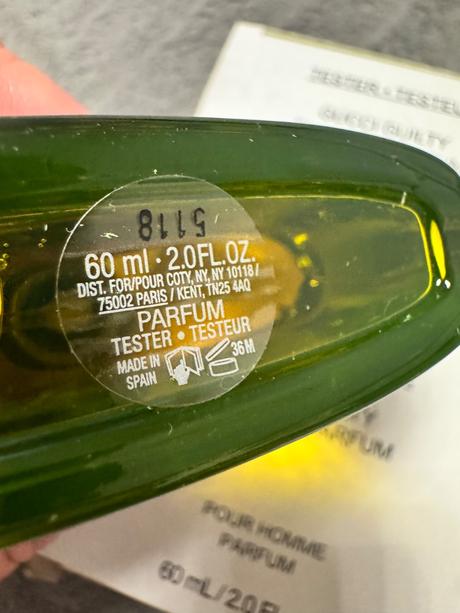 TESTER • TESTEUR
GUCCI GUILTY
5118
60 ml · 2.0FL.OZ.
DIST. FOR/POUR COTY, NY, NY 10118 /
75002 PARIS / KENT, TN25 4AQ
PARFUM
TESTER • TESTEUR
MADE IN
SPAIN
36M
PARFUM
POUR HOMME
PARFUM
60 mL / 2.0 FL